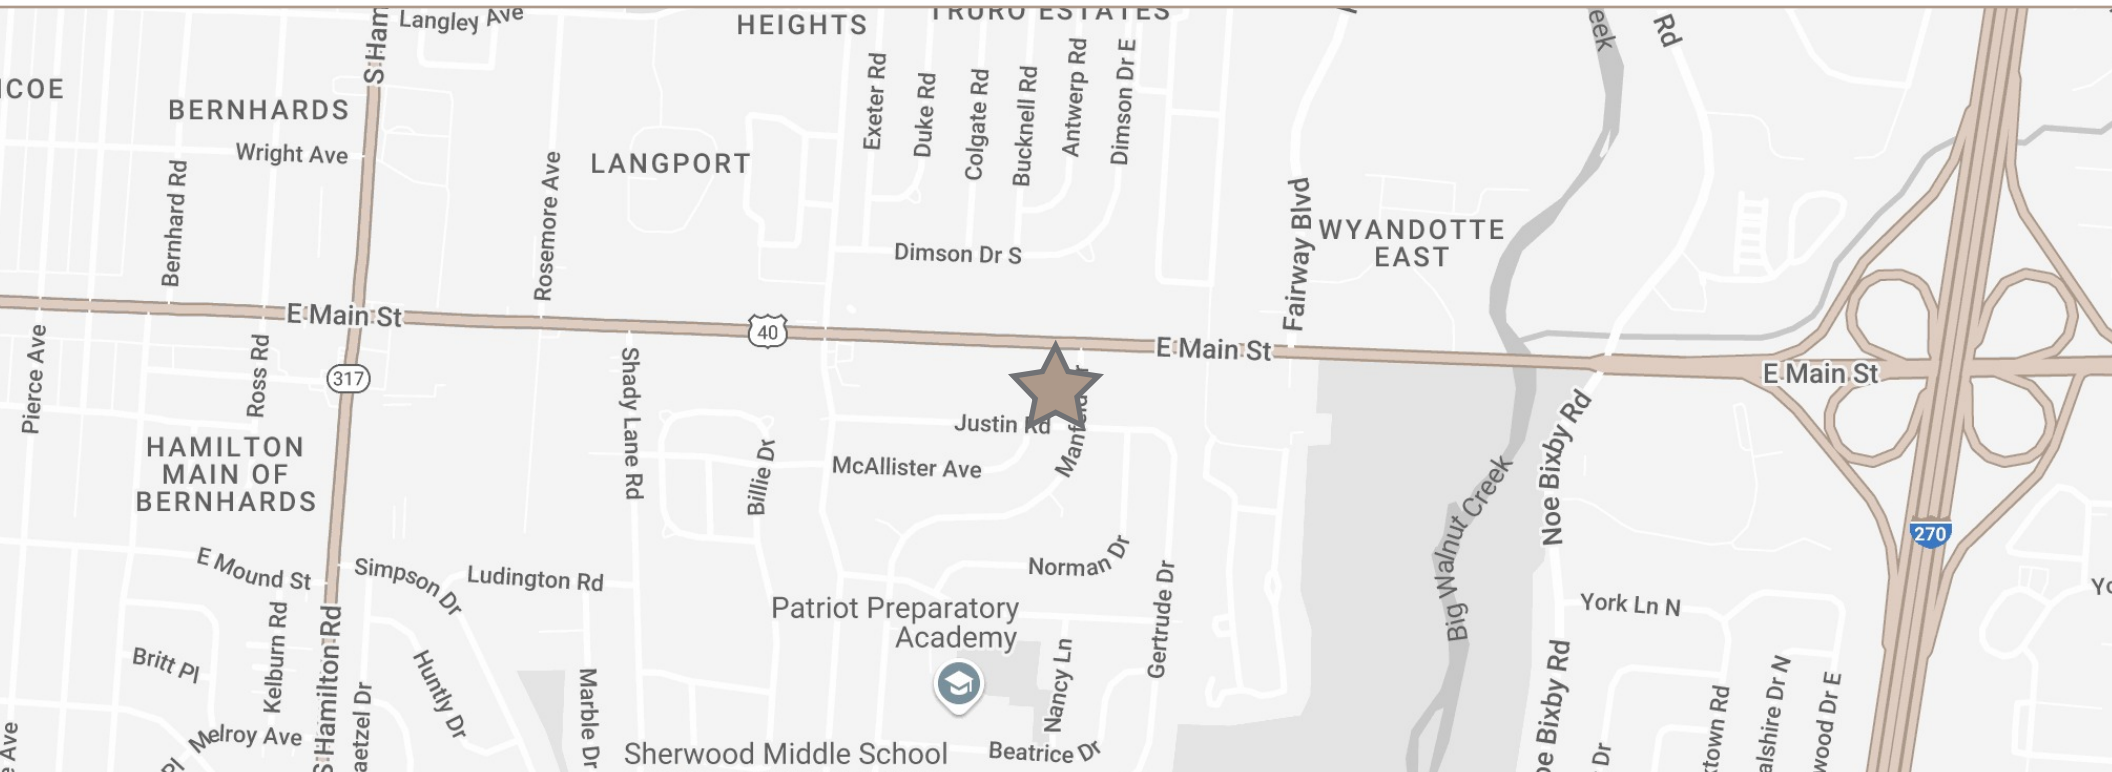 Langley Ave
HEIGHTS
TRURO ESTATES
S Ham
Rd
BERNHARDS
Wright Ave
Exeter Rd
Duke Rd
Colgate Rd
Bucknell Rd
Antwerp Rd
Dimson Dr E
Bernhard Rd
Rosemore Ave
LANGPORT
Fairway Blvd
WYANDOTTE
EAST
Dimson Dr S
E Main St
40
E Main St
E Main St
Pierce Ave
Ross Rd
317
Shady Lane Rd
Justin Rd
McAllister Ave
Billie Dr
Noe Bixby Rd
HAMILTON
MAIN OF
BERNHARDS
Big Walnut Creek
270
E Mound St
Simpson Dr
Ludington Rd
Norman Dr
Gertrude Dr
York Ln N
Patriot Preparatory
Academy
Kelburn Rd
S Hamilton Rd
Britt Pl
Huntly Dr
Marble Dr
Nancy Ln
Melroy Ave
Sherwood Middle School
Beatrice Dr